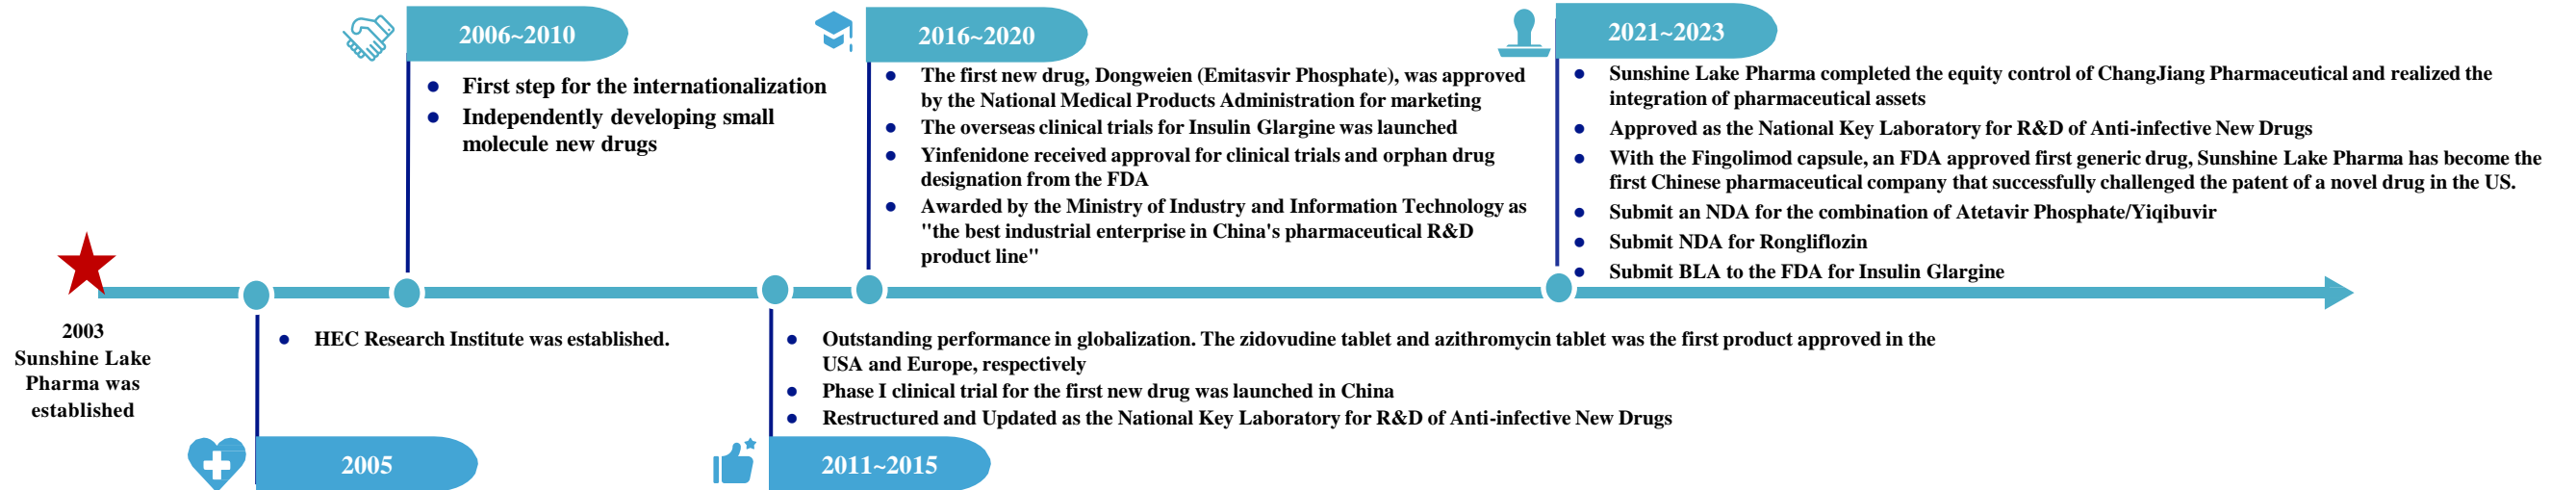 2003
Sunshine Lake
Pharma was
established
2005
● HEC Research Institute was established.
2006~2010
● First step for the internationalization
● Independently developing small
molecule new drugs
2011~2015
● Outstanding performance in globalization. The zidovudine tablet and azithromycin tablet was the first product approved in the
USA and Europe, respectively
● Phase I clinical trial for the first new drug was launched in China
● Restructured and Updated as the National Key Laboratory for R&D of Anti-infective New Drugs
2016~2020
● The first new drug, Dongweien (Emitasvir Phosphate), was approved
by the National Medical Products Administration for marketing
● The overseas clinical trials for Insulin Glargine was launched
● Yinfenidone received approval for clinical trials and orphan drug
designation from the FDA
● Awarded by the Ministry of Industry and Information Technology as
"the best industrial enterprise in China's pharmaceutical R&D
product line"
2021~2023
● Sunshine Lake Pharma completed the equity control of ChangJiang Pharmaceutical and realized the
integration of pharmaceutical assets
● Approved as the National Key Laboratory for R&D of Anti-infective New Drugs
● With the Fingolimod capsule, an FDA approved first generic drug, Sunshine Lake Pharma has become the
first Chinese pharmaceutical company that successfully challenged the patent of a novel drug in the US.
● Submit an NDA for the combination of Atetavir Phosphate/Yiqibuvir
● Submit NDA for Rongliflozin
● Submit BLA to the FDA for Insulin Glargine